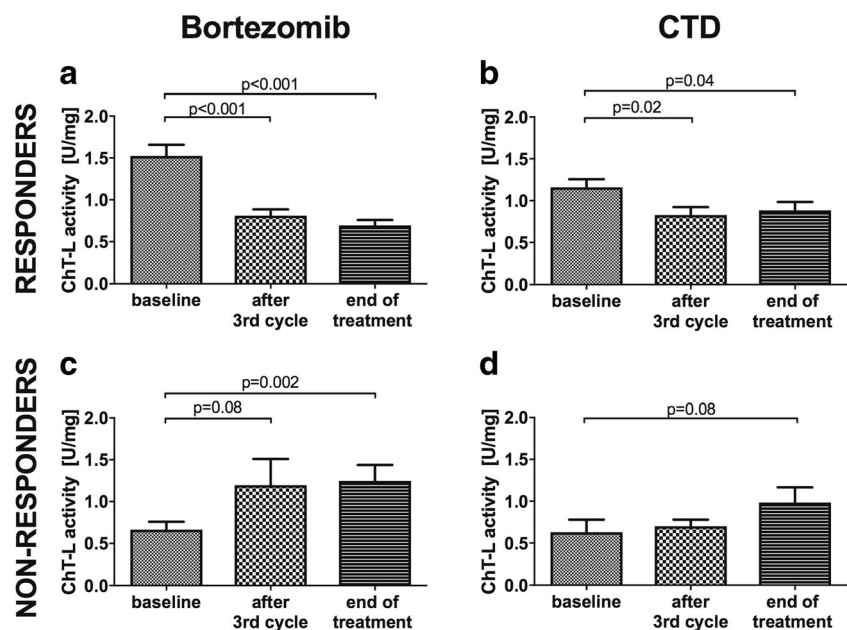 Bortezomib
CTD
RESPONDERS
a
p<0.001
p<0.001
ChT-L activity [U/mg]
2.0
1.5
1.0
0.5
0.0
baseline
after
3rd cycle
end of
treatment
b
p=0.04
p=0.02
ChT-L activity [U/mg]
2.0
1.5
1.0
0.5
0.0
baseline
after
3rd cycle
end of
treatment
NON-RESPONDERS
c
p=0.002
p=0.08
ChT-L activity [U/mg]
2.0
1.5
1.0
0.5
0.0
baseline
after
3rd cycle
end of
treatment
d
p=0.08
ChT-L activity [U/mg]
2.0
1.5
1.0
0.5
0.0
baseline
after
3rd cycle
end of
treatment